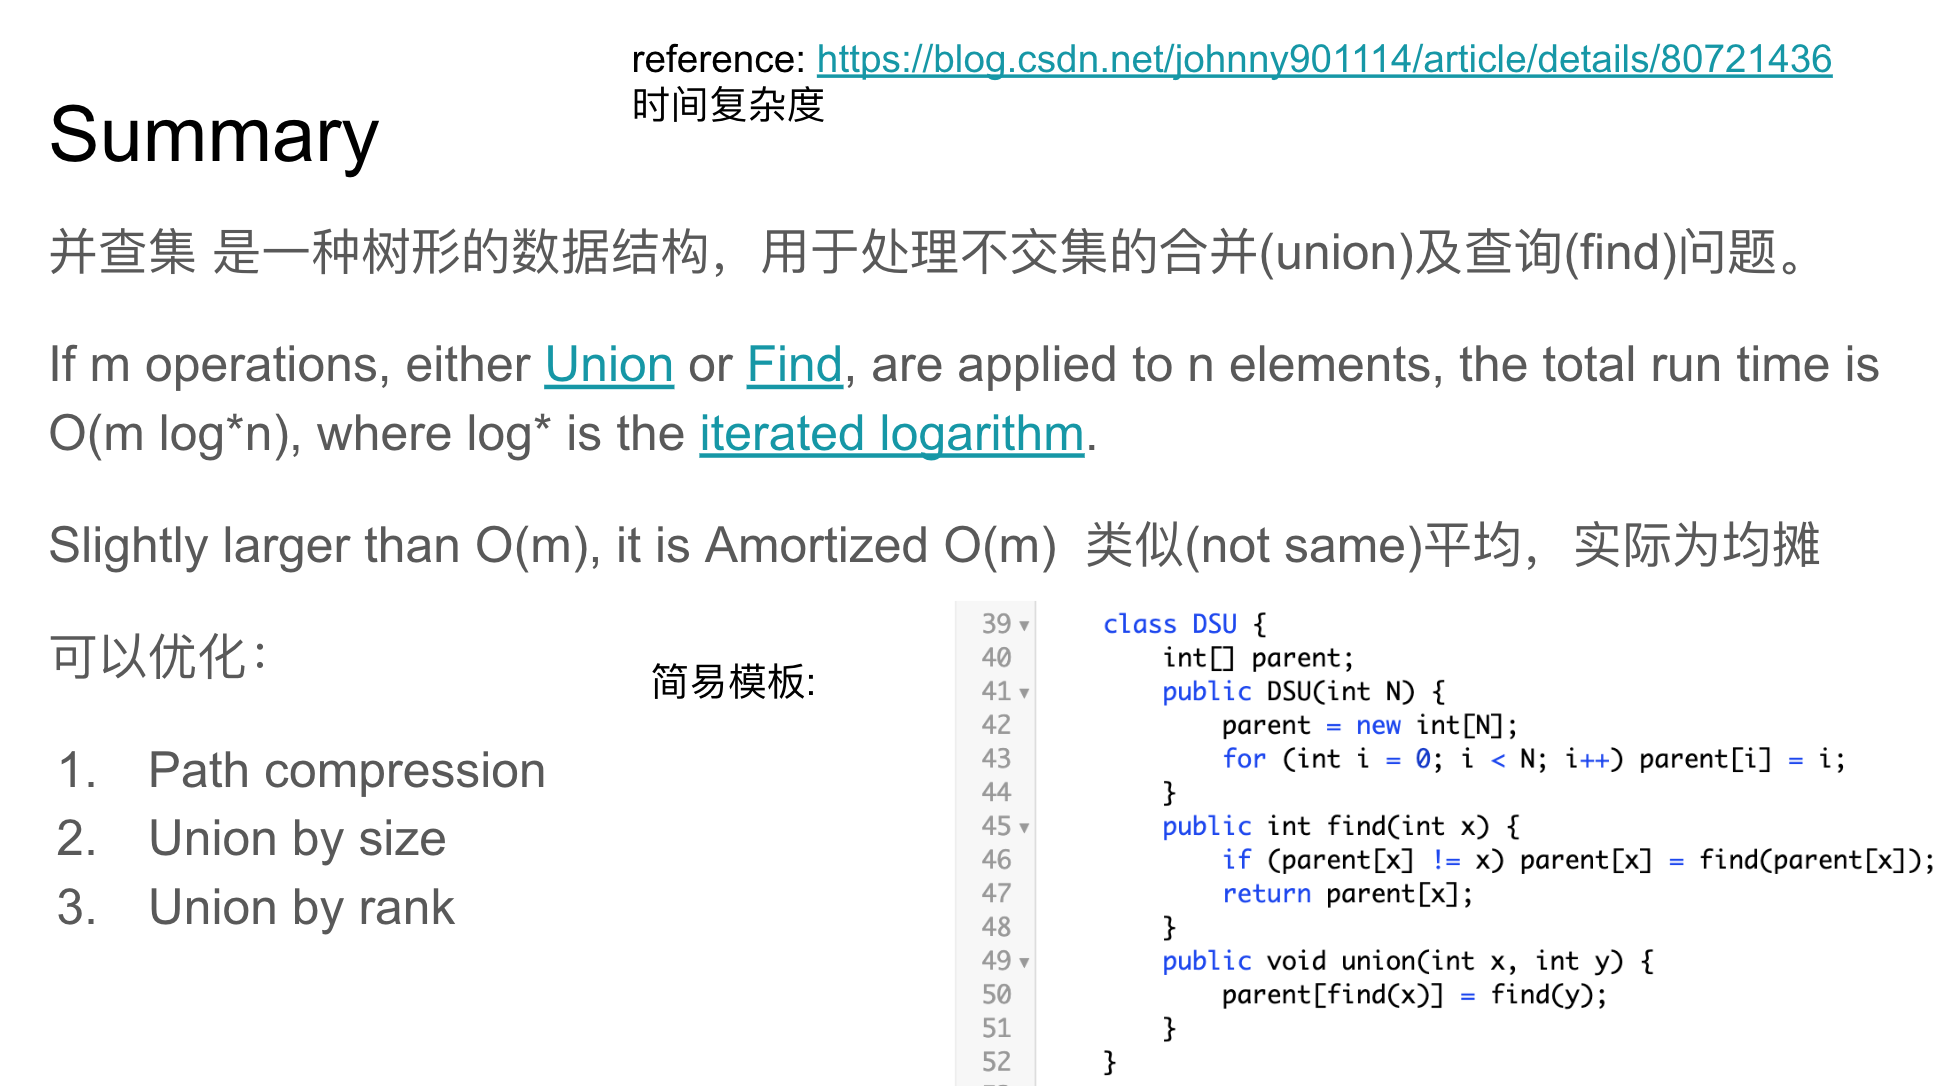 reference: https://blog.csdn.net/johnny901114/article/details/80721436
时间复杂度
Summary
并查集 是一种树形的数据结构，用于处理不交集的合并(union)及查询(find)问题。
If m operations, either Union or Find, are applied to n elements, the total run time is
O(m log*n), where log* is the iterated logarithm.
Slightly larger than O(m), it is Amortized O(m) 类似(not same)平均，实际为均摊
可以优化：
1. Path compression
2. Union by size
3. Union by rank
简易模板:
39 class DSU {
40 int[] parent;
41 public DSU(int N) {
42 parent = new int[N];
43 for (int i = 0; i < N; i++) parent[i] = i;
44 }
45 public int find(int x) {
46 if (parent[x] != x) parent[x] = find(parent[x]);
47 return parent[x];
48 }
49 public void union(int x, int y) {
50 parent[find(x)] = find(y);
51 }
52 }